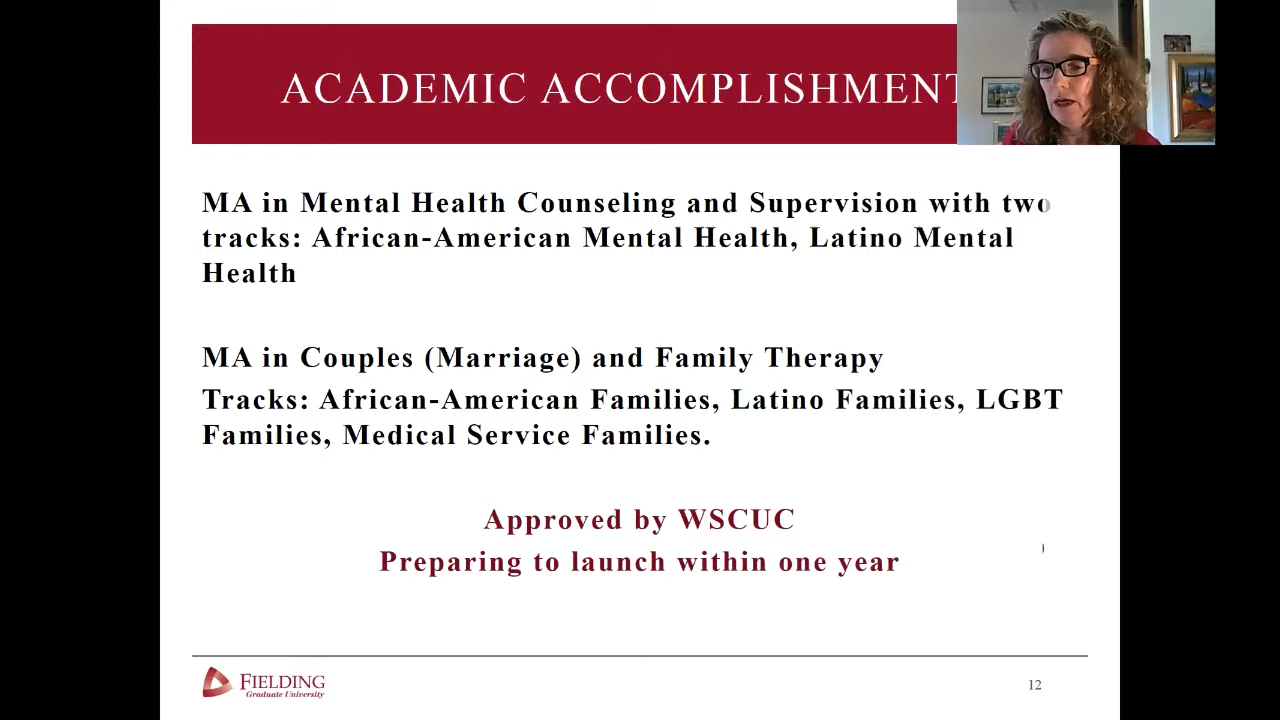 ACADEMIC ACCOMPLISHMENT
MA in Mental Health Counseling and Supervision with two
tracks: African-American Mental Health, Latino Mental
Health
MA in Couples (Marriage) and Family Therapy
Tracks: African-American Families, Latino Families, LGBT
Families, Medical Service Families.
Approved by WSCUC
Preparing to launch within one year
FIELDING
Graduate University
12